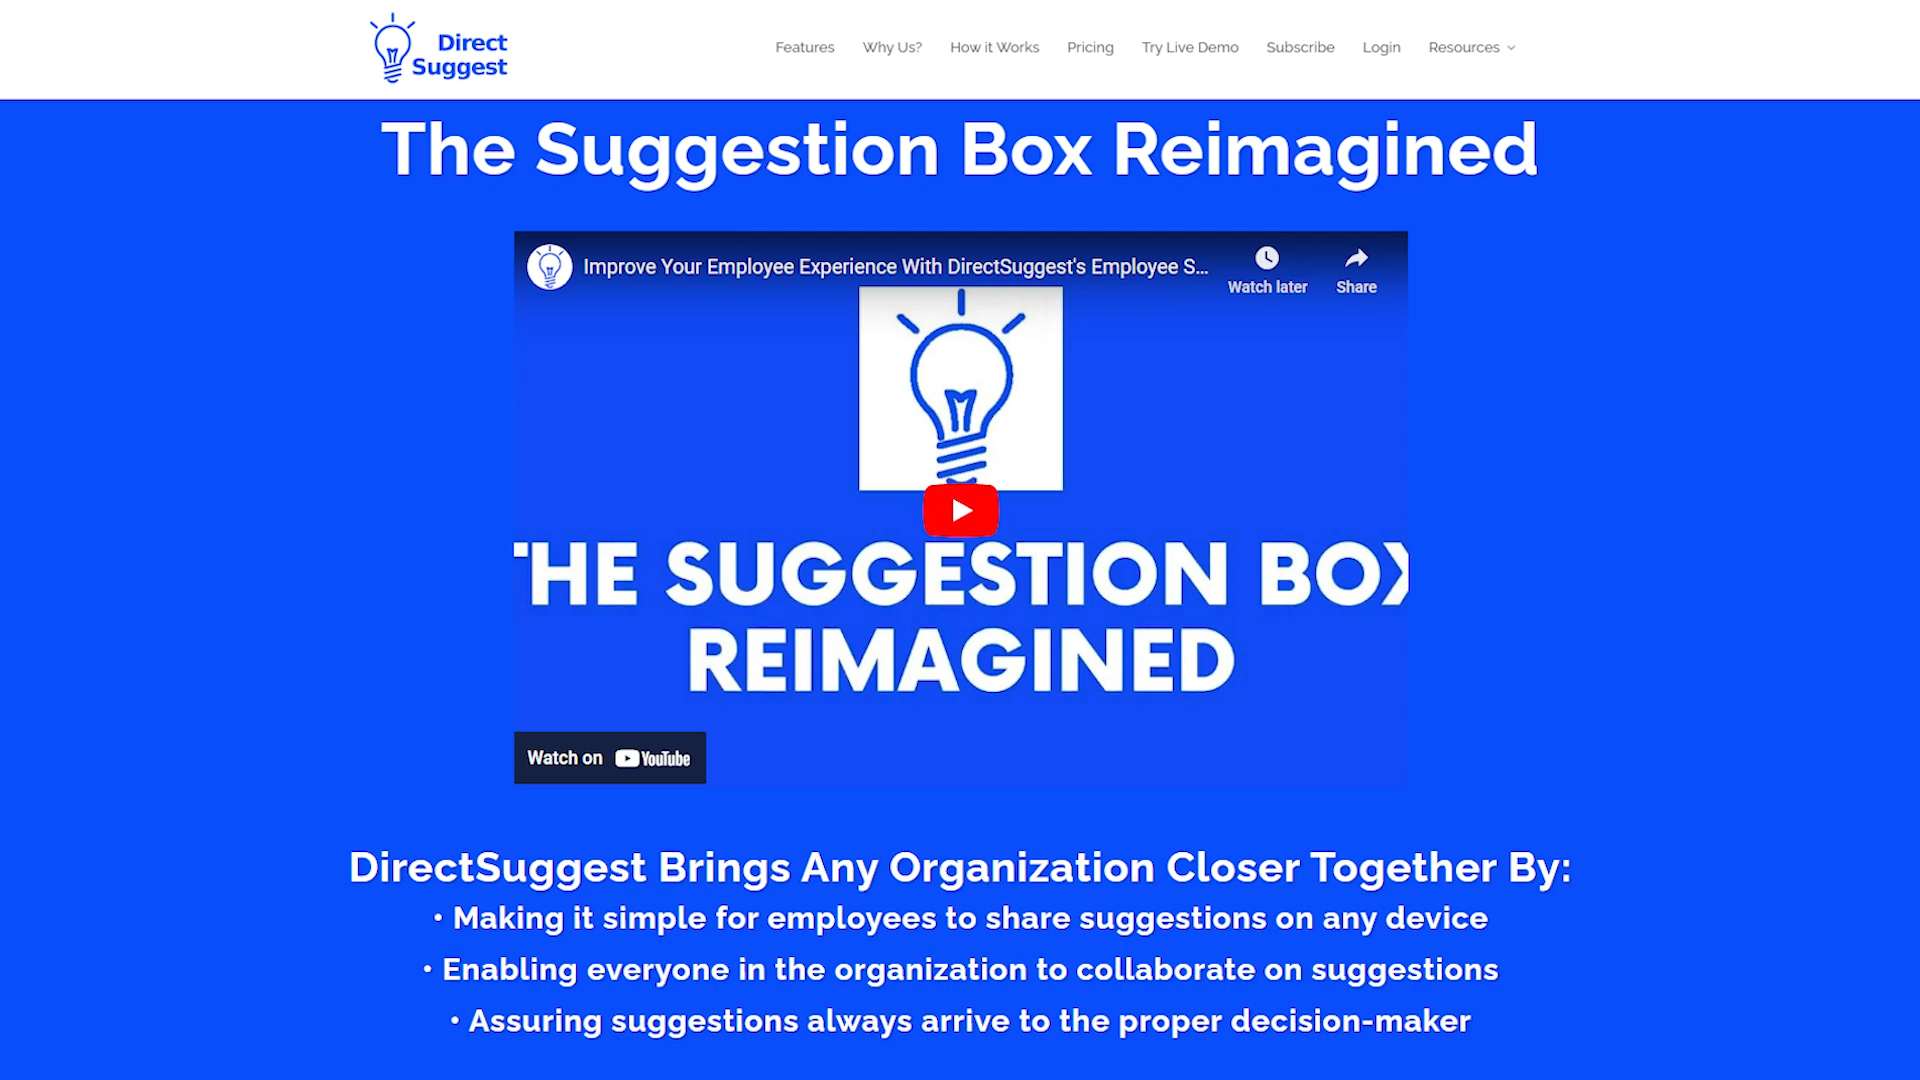 Direct
Suggest
Features Why Us? How it Works Pricing Try Live Demo Subscribe Login Resources
The Suggestion Box Reimagined
Improve Your Employee Experience With DirectSuggest's Employee S...
Watch later Share
THE SUGGESTION BOX
REIMAGINED
Watch on YouTube
DirectSuggest Brings Any Organization Closer Together By:
• Making it simple for employees to share suggestions on any device
• Enabling everyone in the organization to collaborate on suggestions
• Assuring suggestions always arrive to the proper decision-maker